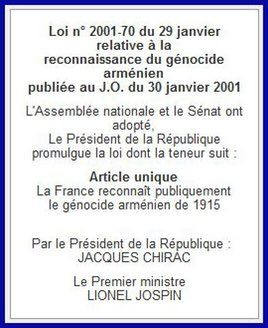 Loi n° 2001-70 du 29 janvier
relative à la
reconnaissance du génocide
arménien
publiée au J.O. du 30 janvier 2001
L'Assemblée nationale et le Sénat ont
adopté,
Le Président de la République
promulgue la loi dont la teneur suit :
Article unique
La France reconnaît publiquement
le génocide arménien de 1915
Par le Président de la République :
JACQUES CHIRAC
Le Premier ministre
LIONEL JOSPIN